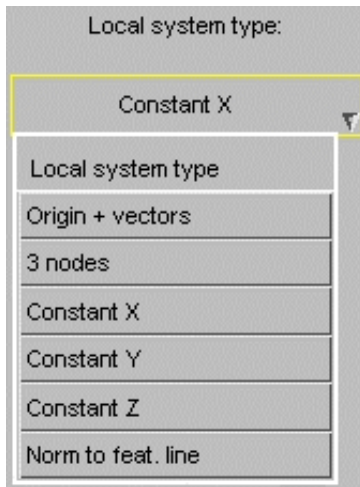 Local system type:
Constant X
Local system type
Origin + vectors
3 nodes
Constant X
Constant Y
Constant Z
Norm to feat. line